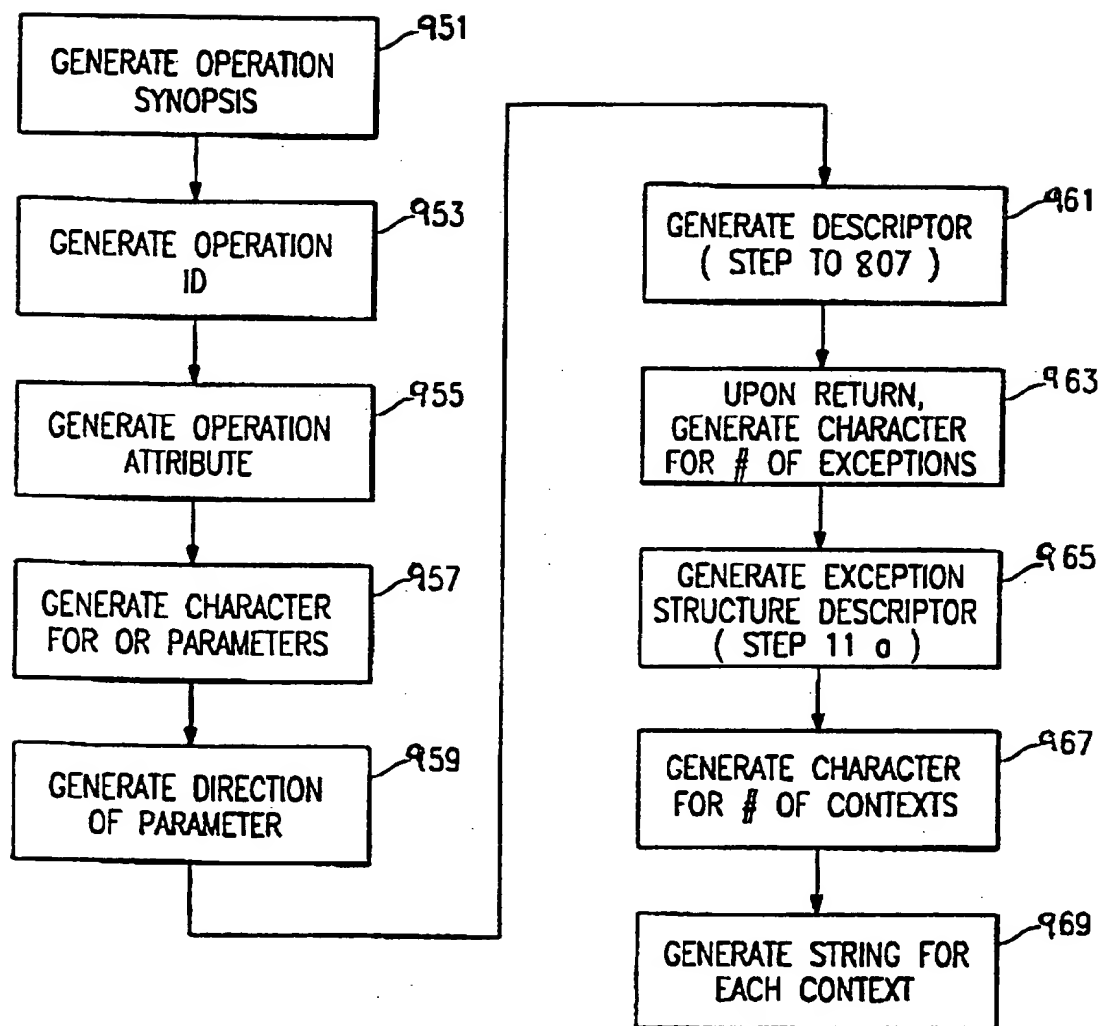 951
GENERATE OPERATION
SYNOPSIS
953
GENERATE OPERATION
ID
955
GENERATE OPERATION
ATTRIBUTE
957
GENERATE CHARACTER
FOR OR PARAMETERS
959
GENERATE DIRECTION
OF PARAMETER
961
GENERATE DESCRIPTOR
( STEP TO 807 )
963
UPON RETURN,
GENERATE CHARACTER
FOR # OF EXCEPTIONS
965
GENERATE EXCEPTION
STRUCTURE DESCRIPTOR
( STEP 11 a )
967
GENERATE CHARACTER
FOR # OF CONTEXTS
969
GENERATE STRING FOR
EACH CONTEXT